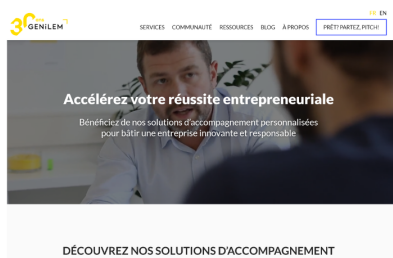 FR EN
30 ANS
GENILEM
SERVICES COMMUNAUTÉ RESSOURCES BLOG À PROPOS PRÊT? PARTEZ, PITCH!
Accélérez votre réussite entrepreneuriale
Bénéficiez de nos solutions d'accompagnement personnalisées
pour bâtir une entreprise innovante et responsable
DÉCOUVREZ NOS SOLUTIONS D'ACCOMPAGNEMENT